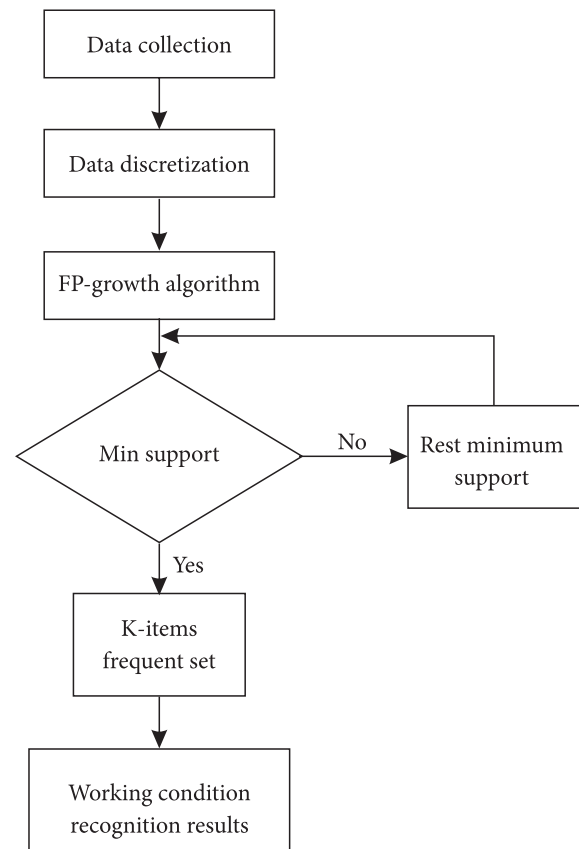 Data collection
Data discretization
FP-growth algorithm
Min support
No
Rest minimum
support
Yes
K-items
frequent set
Working condition
recognition results